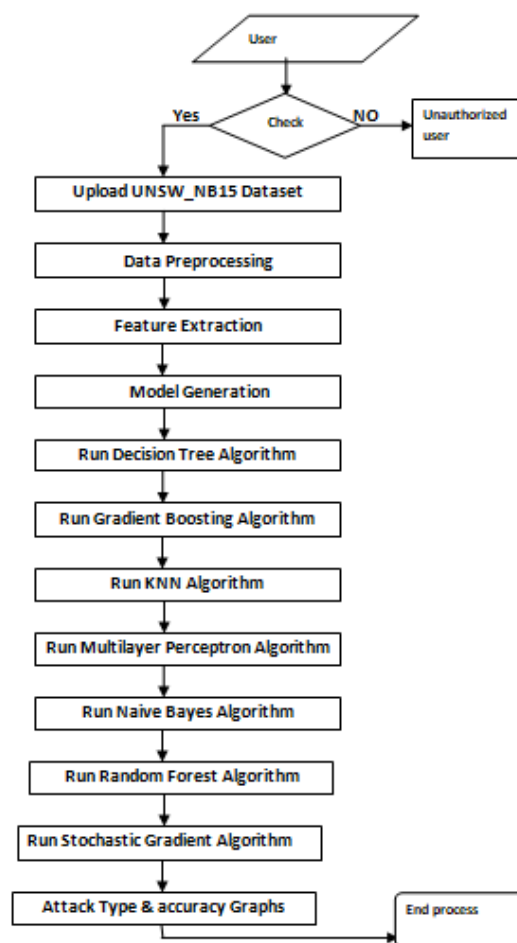 User
Check
Yes
NO
Unauthorized
user
Upload UNSW_NB15 Dataset
Data Preprocessing
Feature Extraction
Model Generation
Run Decision Tree Algorithm
Run Gradient Boosting Algorithm
Run KNN Algorithm
Run Multilayer Perceptron Algorithm
Run Naive Bayes Algorithm
Run Random Forest Algorithm
Run Stochastic Gradient Algorithm
Attack Type & accuracy Graphs
End process